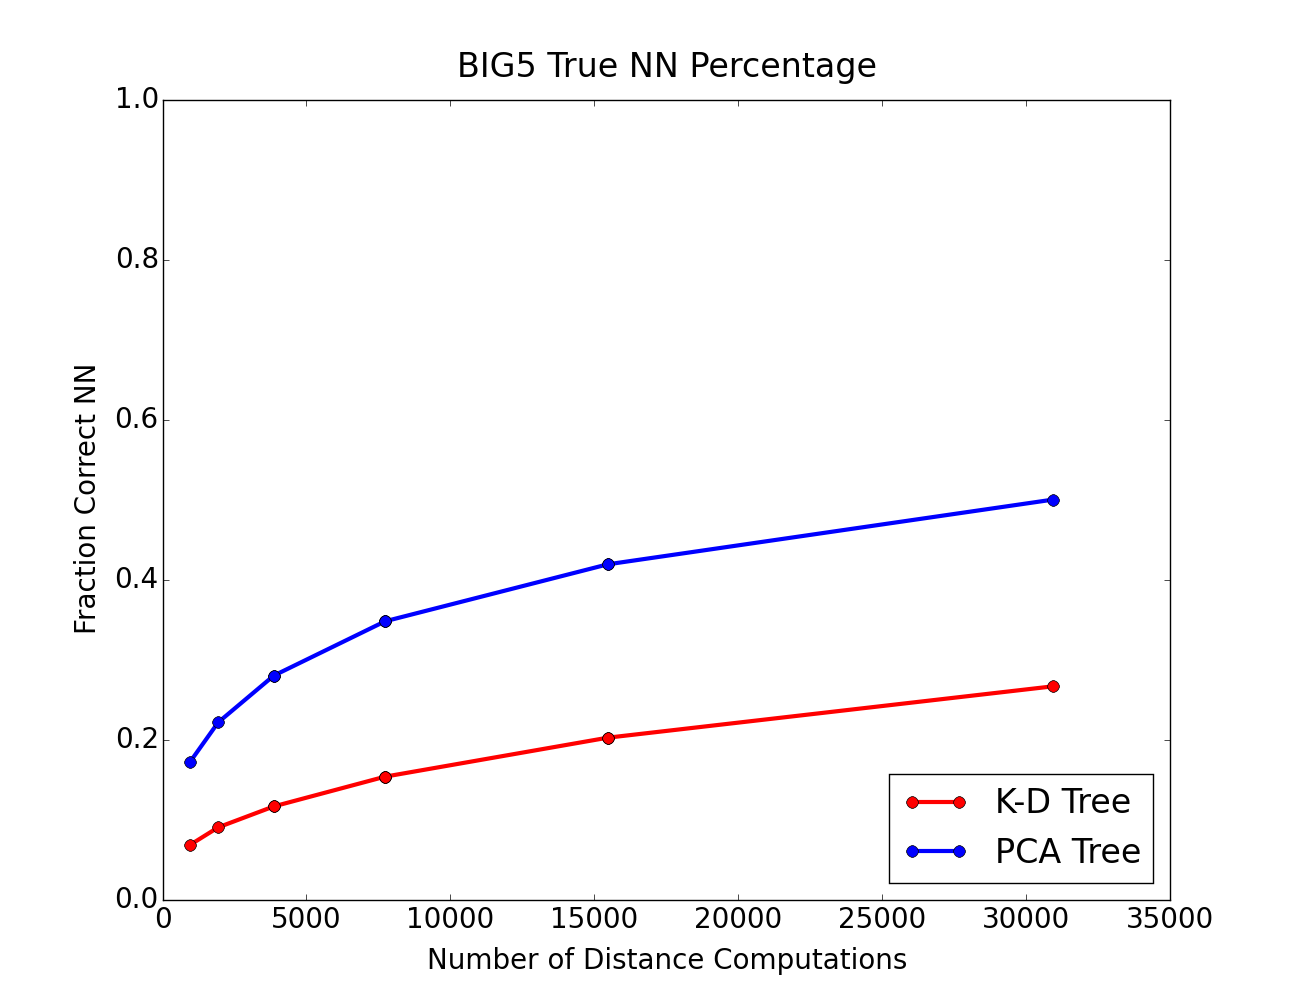 BIG5 True NN Percentage
1.0
0.8
0.6
0.4
0.2
0.0
Fraction Correct NN
0 5000 10000 15000 20000 25000 30000 35000
Number of Distance Computations
K-D Tree
PCA Tree